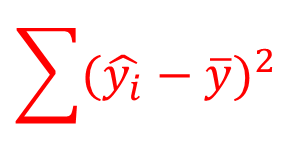 ∑(ŷᵢ − ȳ)²